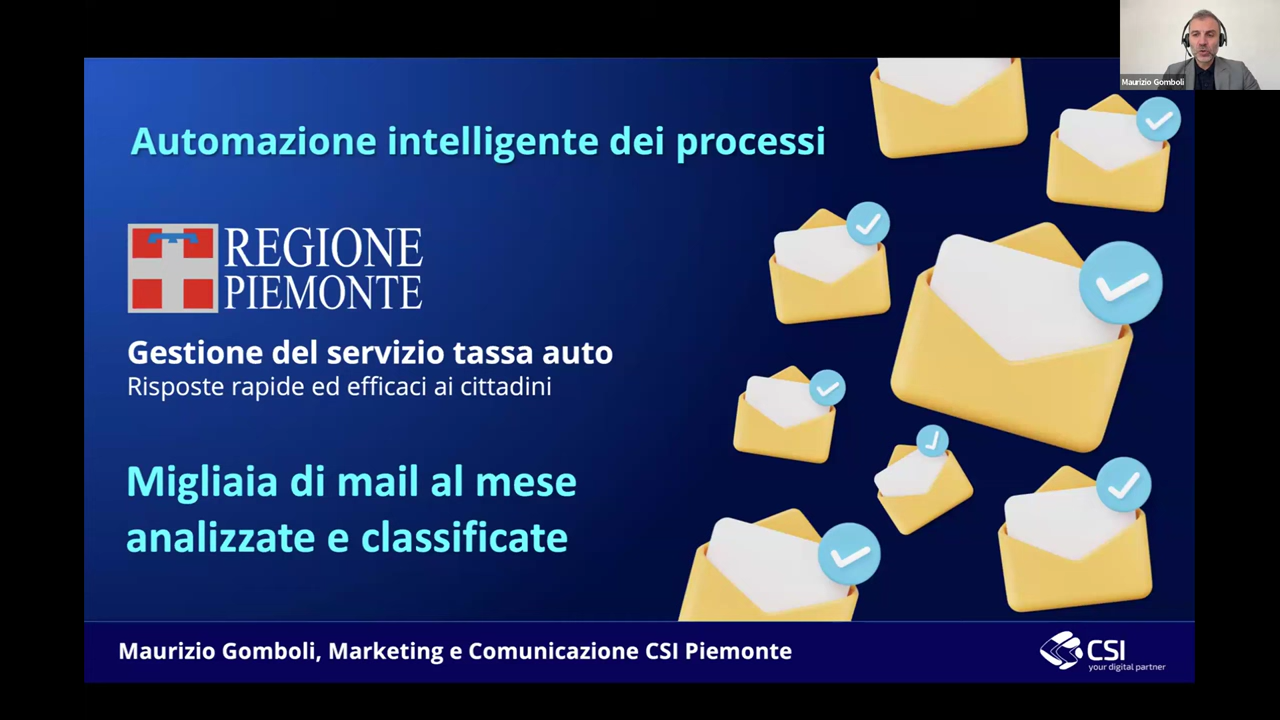 Maurizio Gomboli
Automazione intelligente dei processi
REGIONE
PIEMONTE
Gestione del servizio tassa auto
Risposte rapide ed efficaci ai cittadini
Migliaia di mail al mese
analizzate e classificate
Maurizio Gomboli, Marketing e Comunicazione CSI Piemonte
CSI
your digital partner